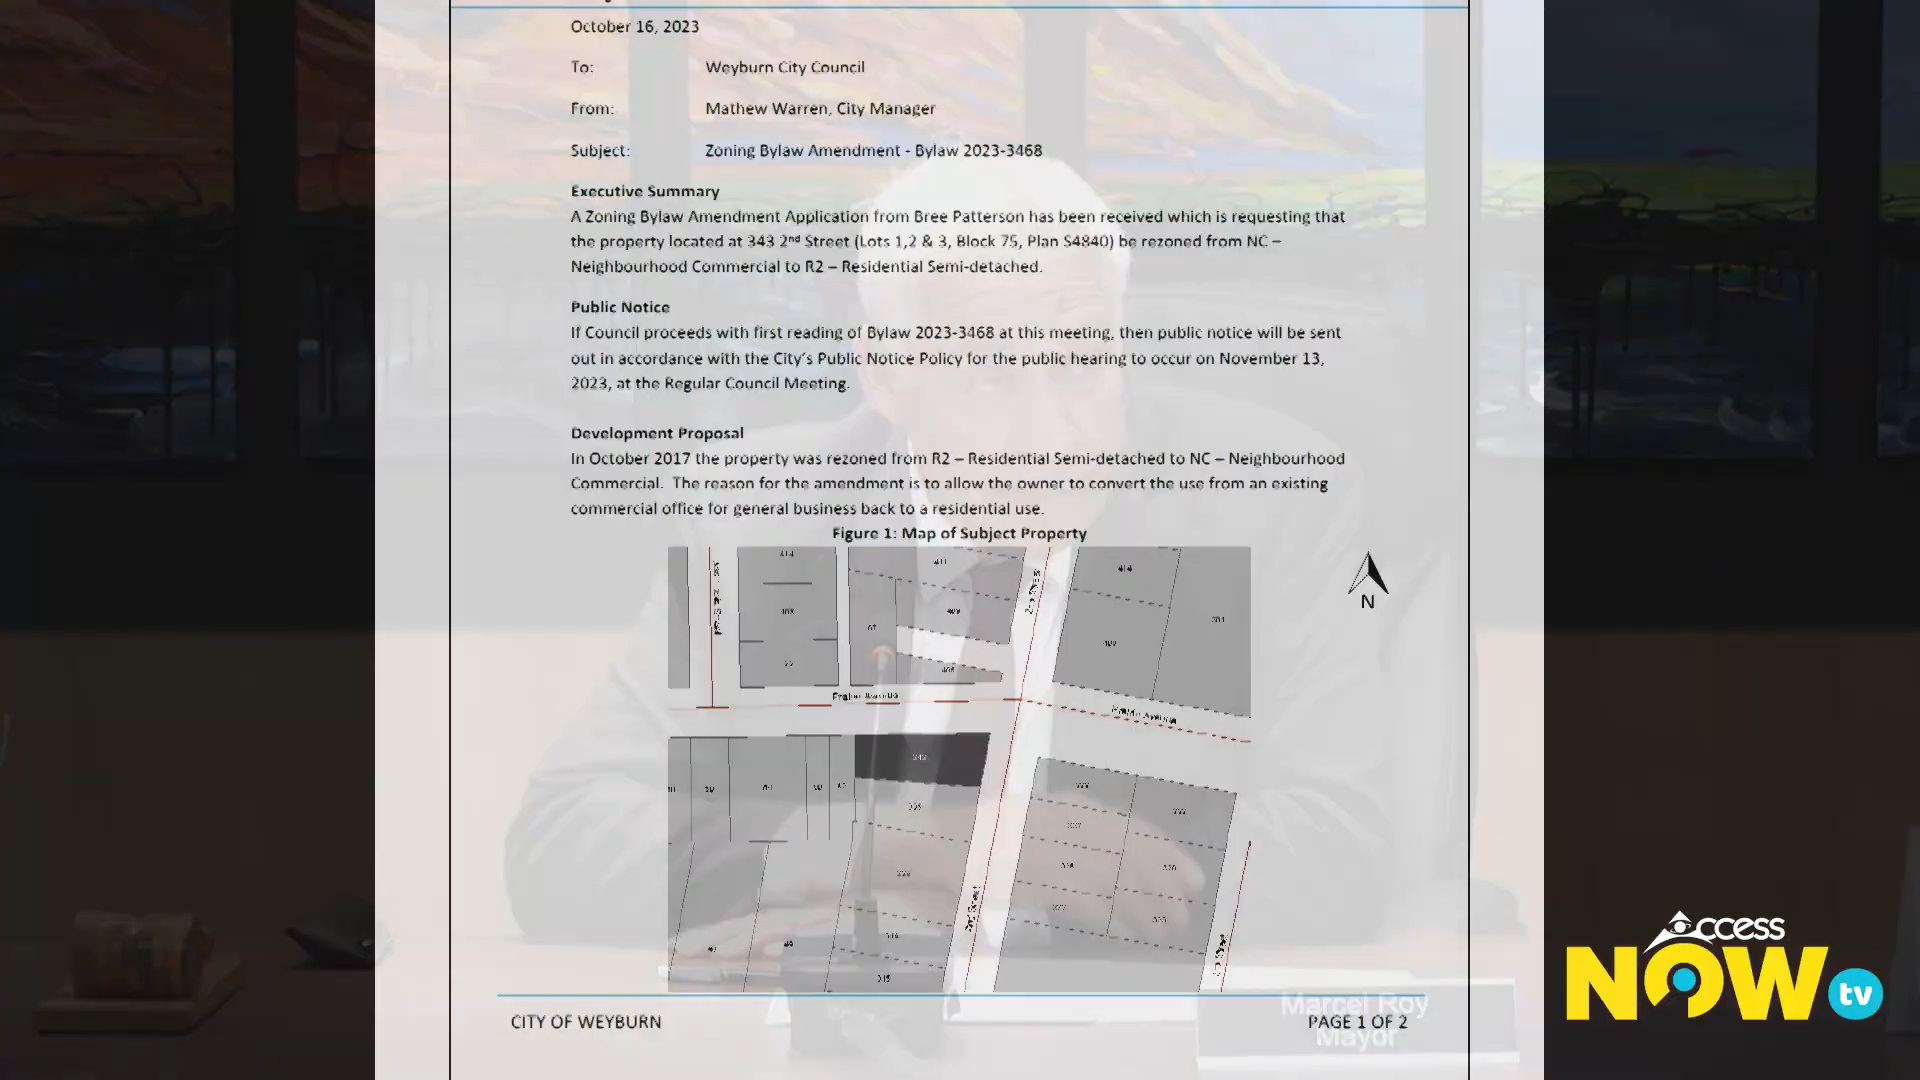 October 16, 2023
To: Weyburn City Council
From: Mathew Warren, City Manager
Subject: Zoning Bylaw Amendment - Bylaw 2023-3468
Executive Summary
A Zoning Bylaw Amendment Application from Bree Patterson has been received which is requesting that
the property located at 343 2nd Street (Lots 1,2 & 3, Block 75, Plan S4840) be rezoned from NC –
Neighbourhood Commercial to R2 – Residential Semi-detached.
Public Notice
If Council proceeds with first reading of Bylaw 2023-3468 at this meeting, then public notice will be sent
out in accordance with the City's Public Notice Policy for the public hearing to occur on November 13,
2023, at the Regular Council Meeting.
Development Proposal
In October 2017 the property was rezoned from R2 – Residential Semi-detached to NC – Neighbourhood
Commercial. The reason for the amendment is to allow the owner to convert the use from an existing
commercial office for general business back to a residential use.
Figure 1: Map of Subject Property
N
2nd Street
CITY OF WEYBURN
PAGE 1 OF 2
Marcel Roy
Mayor
Access
NOW tv